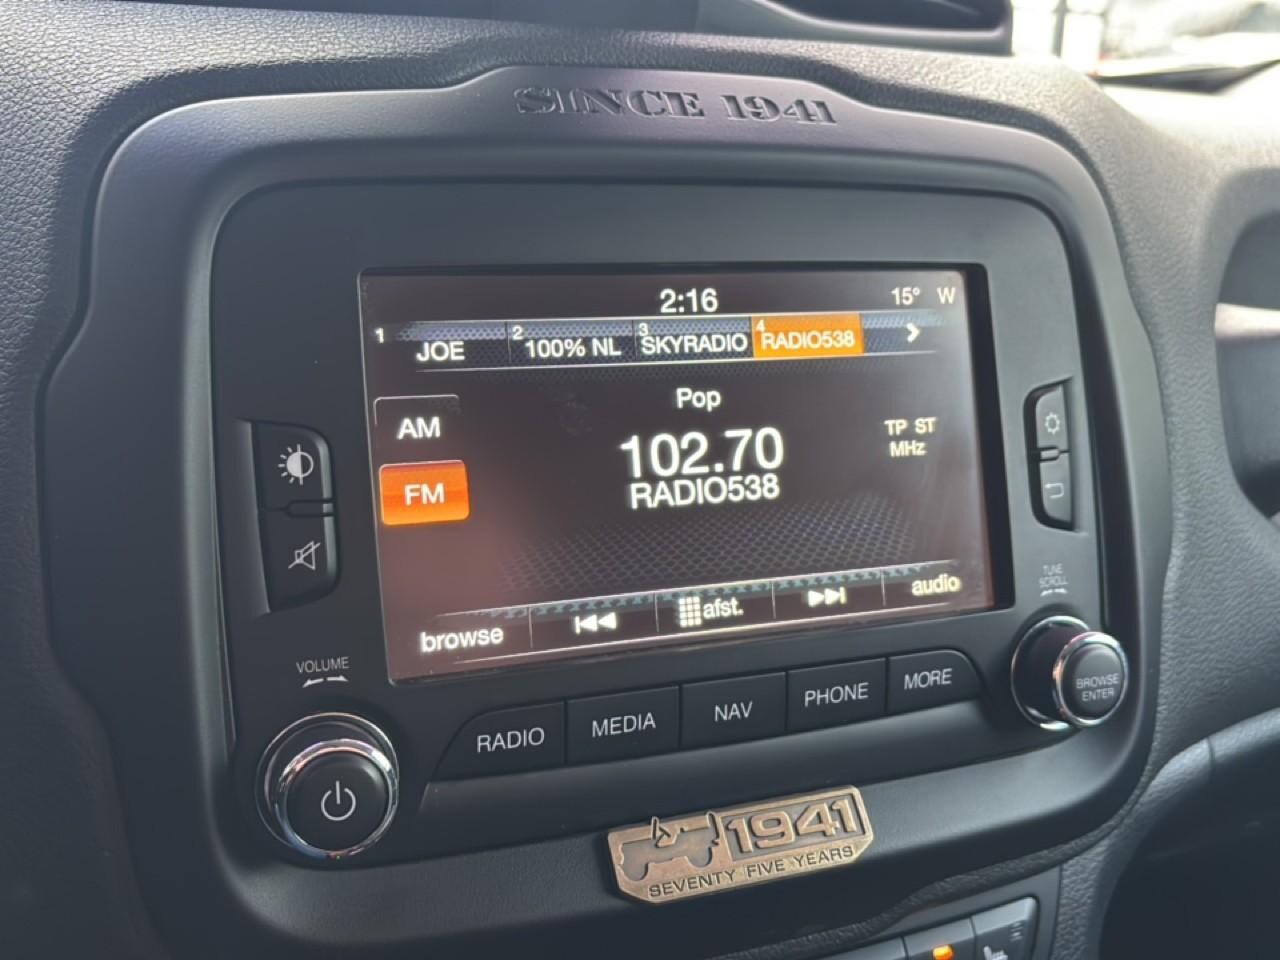 SINCE 1941
2:16
15° W
1 JOE 2 100% NL 3 SKYRADIO 4 RADIO538
Pop
AM
102.70
TP ST
MHz
FM
RADIO538
browse afst. audio
VOLUME
TUNE
SCROLL
BROWSE
ENTER
RADIO MEDIA NAV PHONE MORE
1941
SEVENTY FIVE YEARS